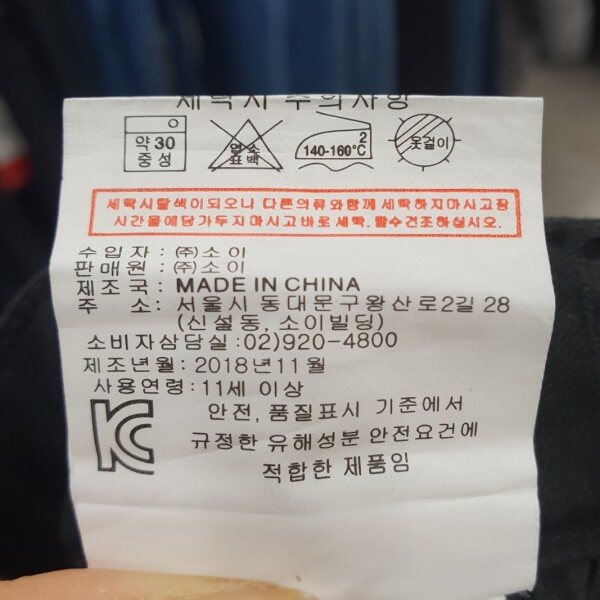 세탁시 주의사항
약 30
중성
염소
표백
2
140-160°C
옷걸이
세탁시탈색이되오니 다른의류와함께 세탁하지마시고장
시간물에담가두지마시고바로세탁, 탈수건조하십시오.
수입자 : ㈜소이
판매원 : ㈜소이
제조국 : MADE IN CHINA
주 소: 서울시 동대문구왕산로2길 28
(신설동, 소이빌딩)
소비자상담실 :02)920-4800
제조년월 : 2018년11월
사용연령 : 11세 이상
KC
안전, 품질표시 기준에서
규정한 유해성분 안전요건에
적합한 제품임